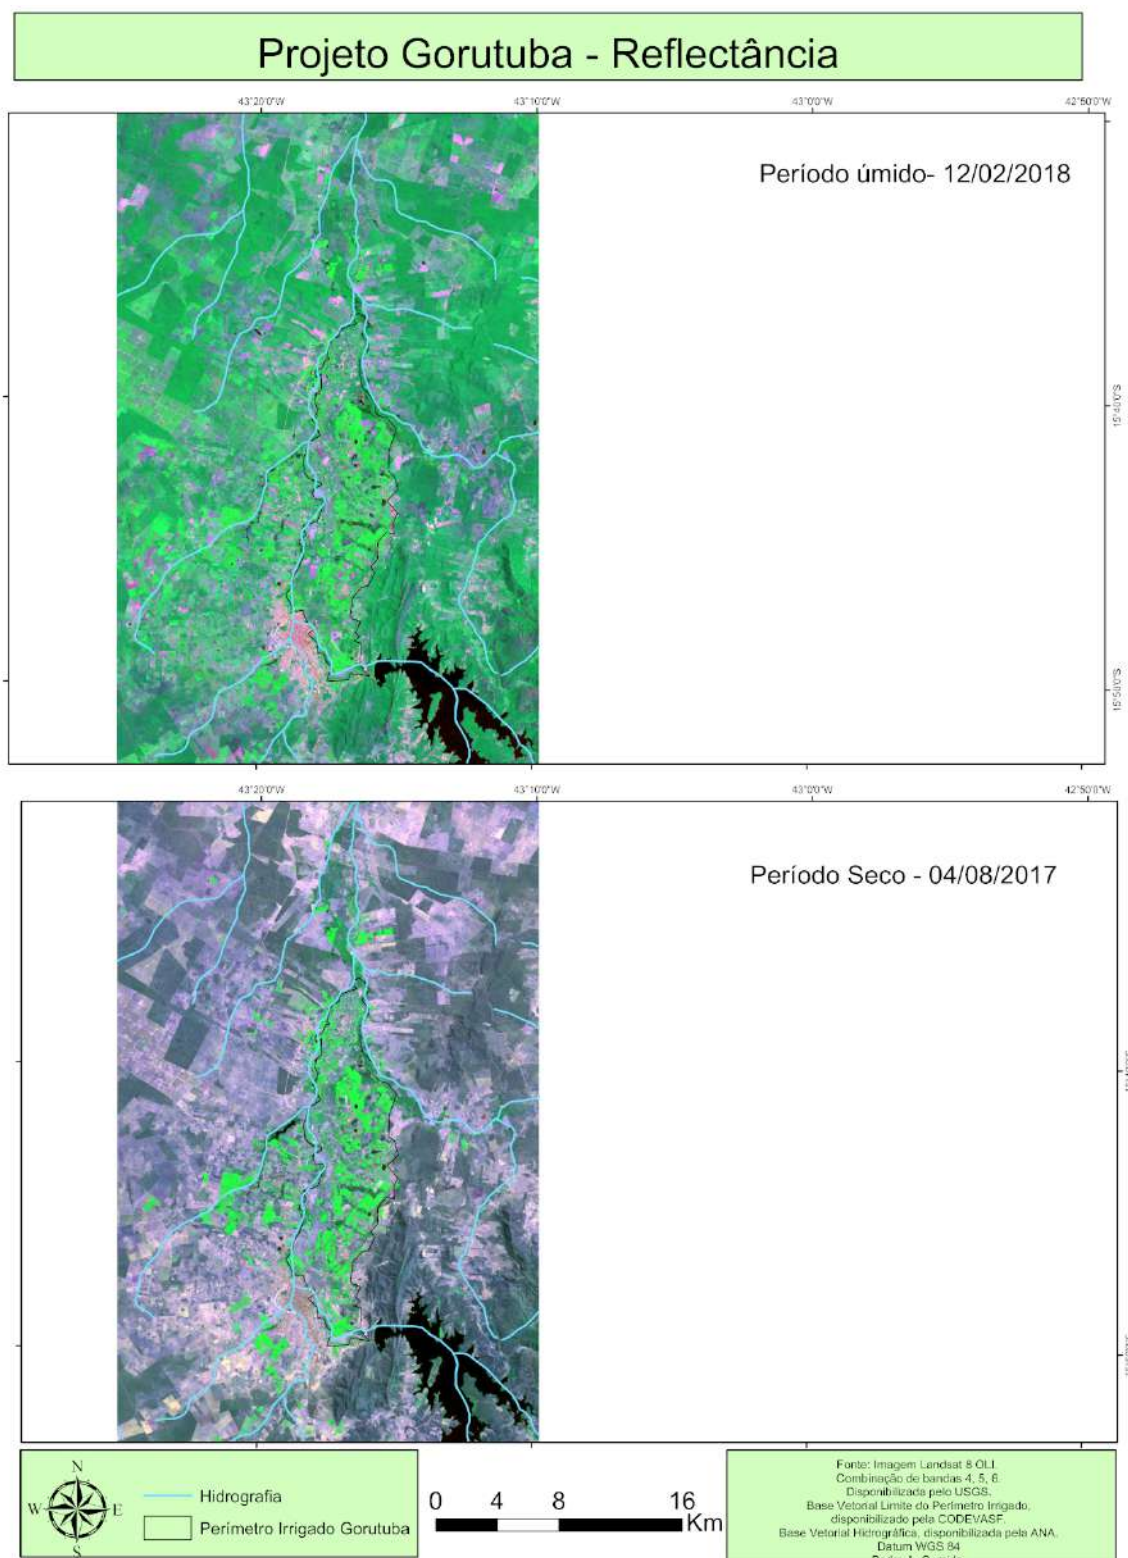 Projeto Gorutuba - Reflectância
43°20'0"W 43°10'0"W 43°0'0"W 42°50'0"W
Período úmido- 12/02/2018
15°40'0"S
15°50'0"S
43°20'0"W 43°10'0"W 43°0'0"W 42°50'0"W
Período Seco - 04/08/2017
N
W E
S
Hidrografia
Perímetro Irrigado Gorutuba
0 4 8 16
Km
Fonte: Imagem Landsat 8 OLI.
Combinação de bandas 4, 5, 6.
Disponibilizada pelo USGS.
Base Vetorial Limite do Perímetro Irrigado,
disponibilizado pela CODEVASF.
Base Vetorial Hidrográfica, disponibilizada pela ANA.
Datum WGS 84